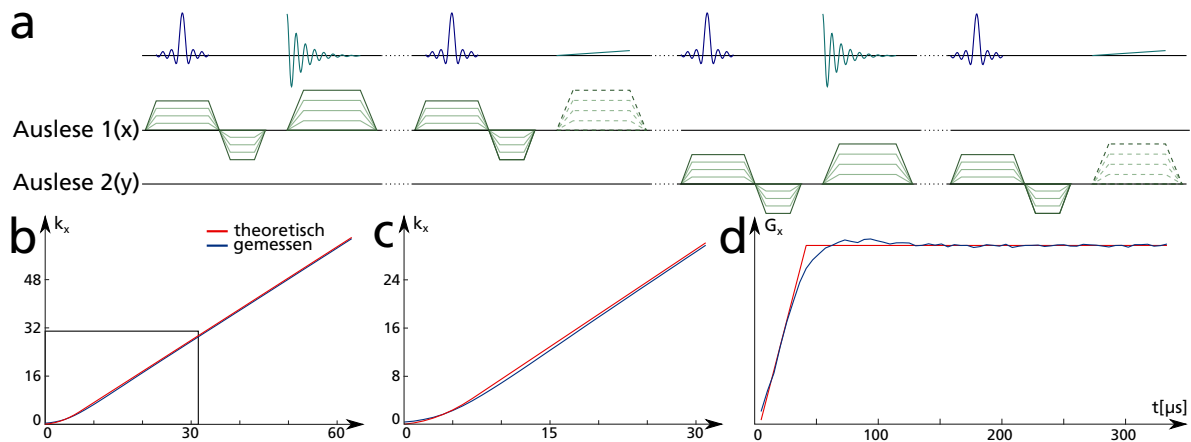 a
Auslese 1(x)
Auslese 2(y)
b
kₓ
theoretisch
gemessen
48
32
16
0
0
30
60
c
kₓ
24
16
8
0
0
15
30
d
Gₓ
t[µs]
0
100
200
300